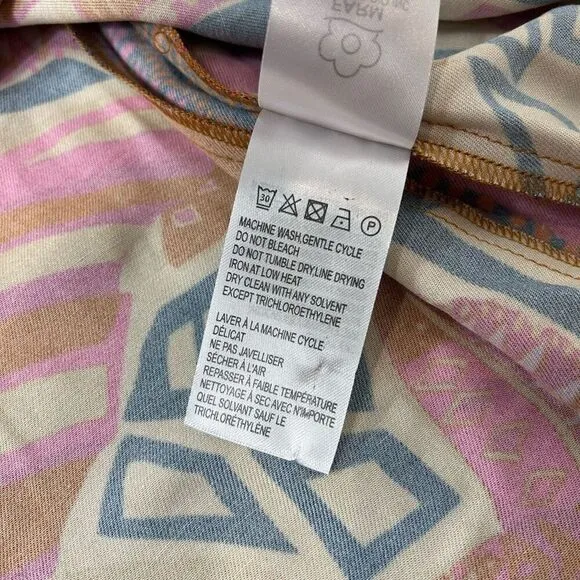 FARM
30
P
MACHINE WASH,GENTLE CYCLE
DO NOT BLEACH
DO NOT TUMBLE DRY,LINE DRYING
IRON AT LOW HEAT
DRY CLEAN WITH ANY SOLVENT
EXCEPT TRICHLOROETHYLENE
LAVER À LA MACHINE CYCLE
DÉLICAT
NE PAS JAVELLISER
SÉCHER À L'AIR
REPASSER À FAIBLE TEMPÉRATURE
NETTOYAGE À SEC AVEC N'IMPORTE
QUEL SOLVANT SAUF LE
TRICHLORÉTHYLÈNE